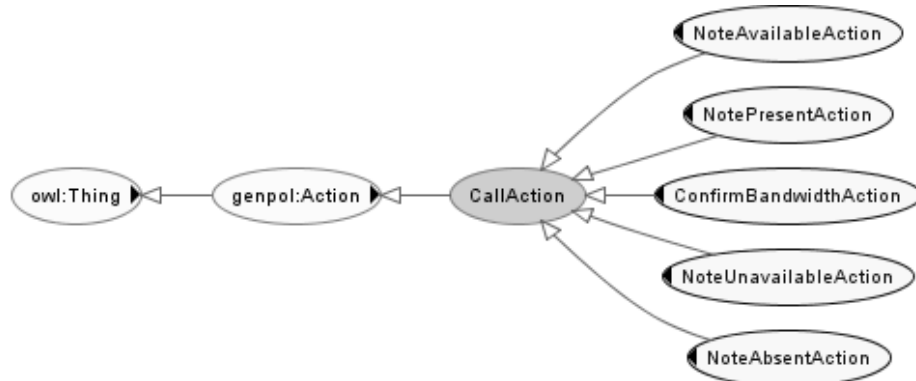 NoteAvailableAction
NotePresentAction
owl:Thing
genpol:Action
CallAction
ConfirmBandwidthAction
NoteUnavailableAction
NoteAbsentAction